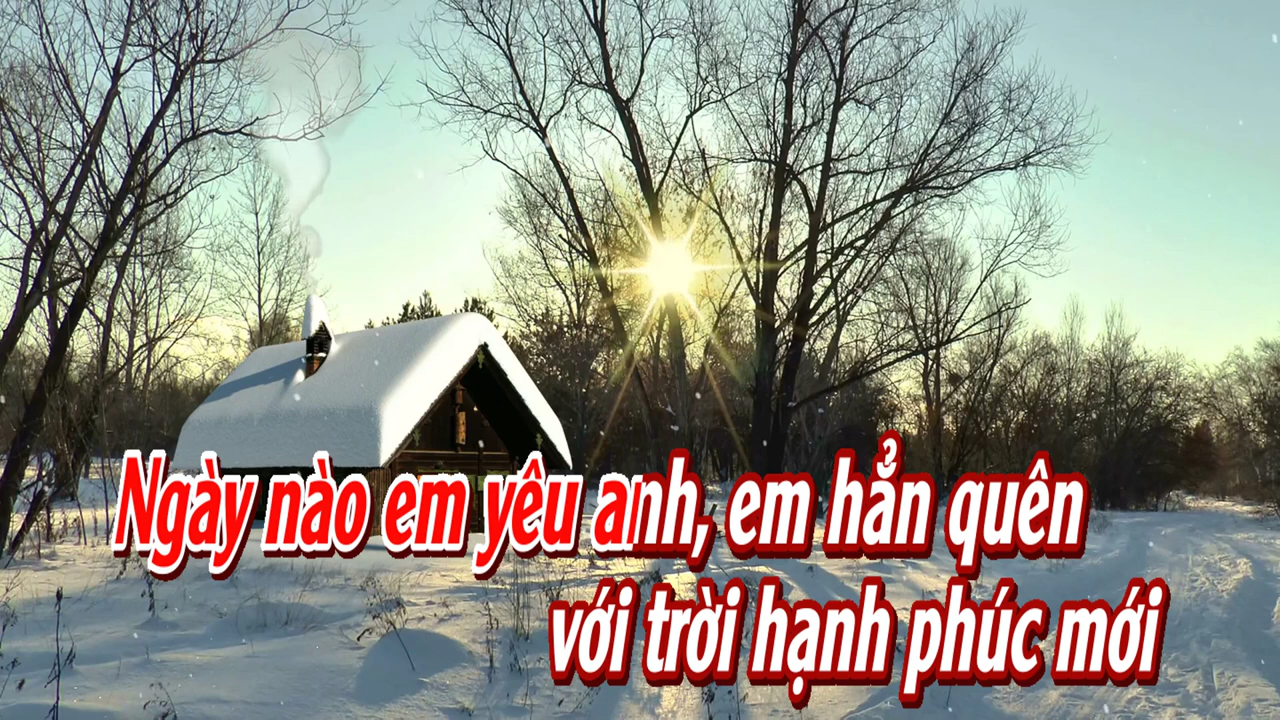 Ngày nào em yêu anh, em hẳn quên
với trời hạnh phúc mới